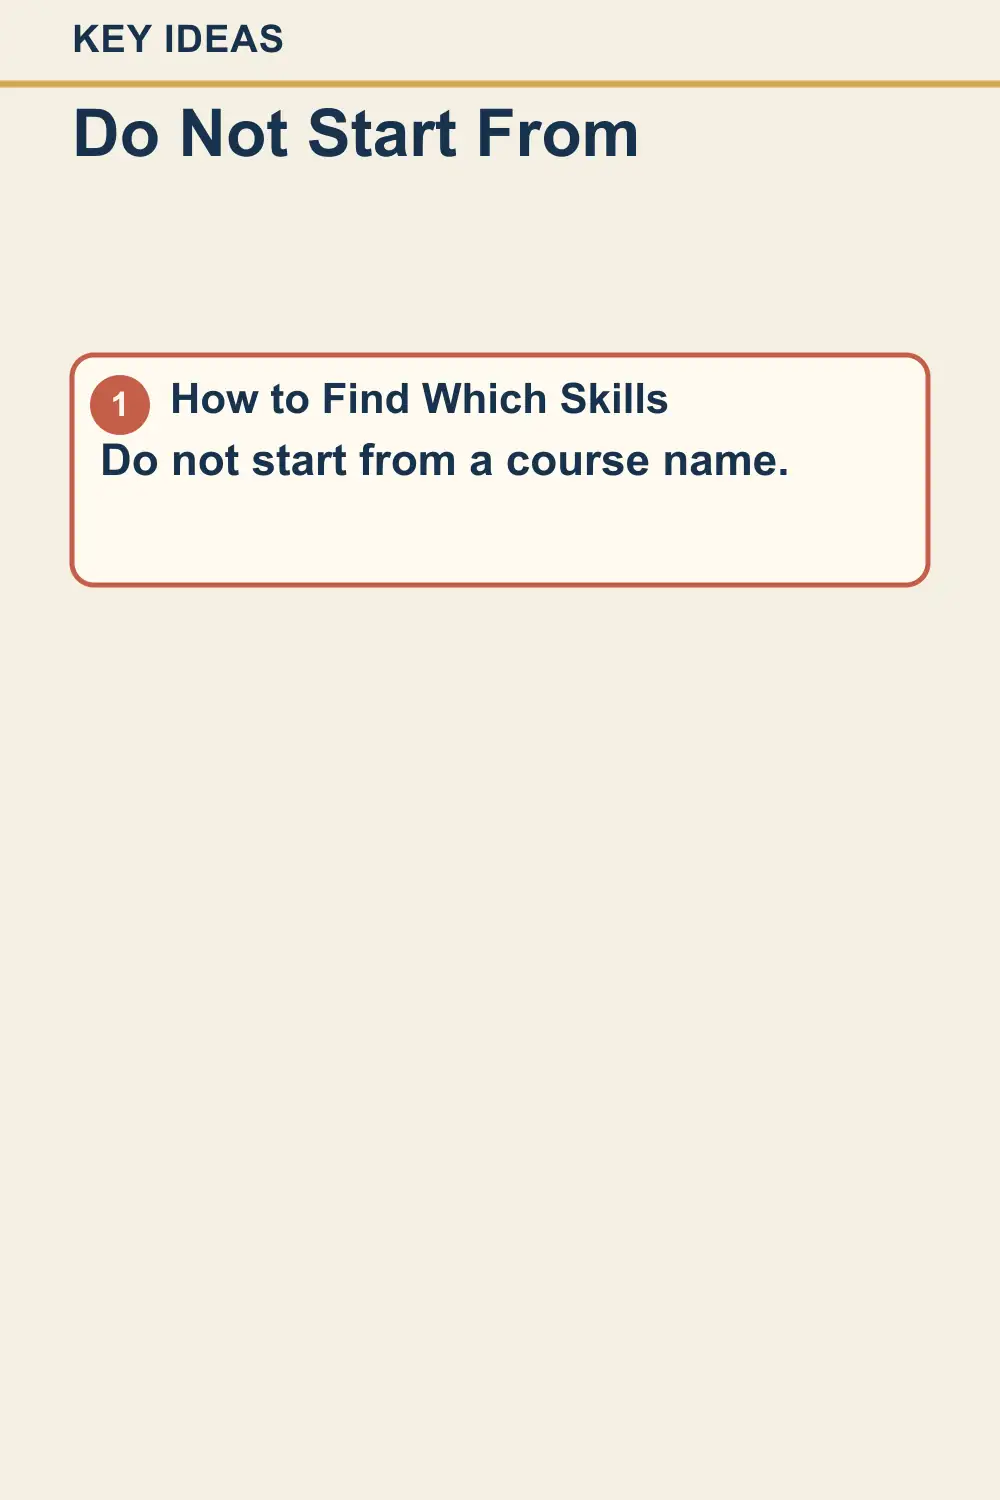 KEY IDEAS
Do Not Start From
1 How to Find Which Skills
Do not start from a course name.